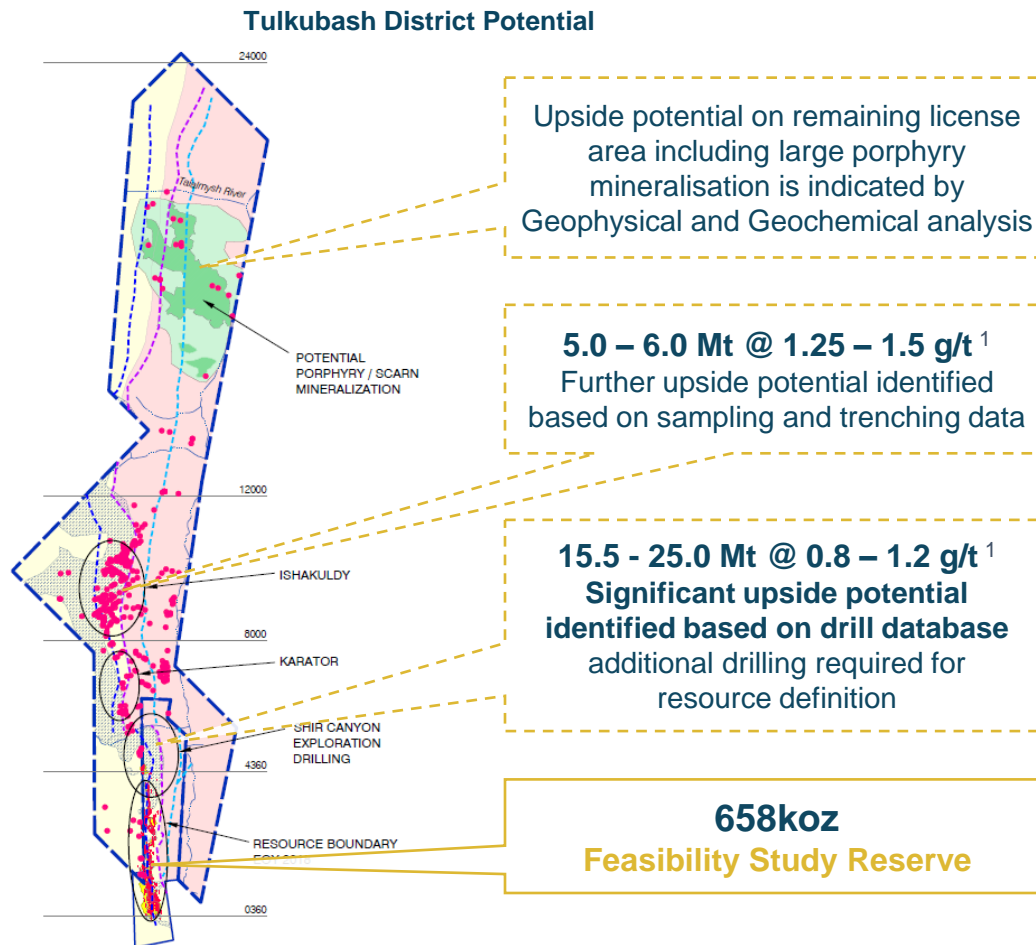 Tulkubash District Potential
24000
Talalmysh River
POTENTIAL
PORPHYRY / SCARN
MINERALIZATION
12000
ISHAKULDY
8000
KARATOR
SHIR CANYON
EXPLORATION
DRILLING
4360
RESOURCE BOUNDARY
0360
Upside potential on remaining license
area including large porphyry
mineralisation is indicated by
Geophysical and Geochemical analysis
5.0 – 6.0 Mt @ 1.25 – 1.5 g/t 1
Further upside potential identified
based on sampling and trenching data
15.5 - 25.0 Mt @ 0.8 – 1.2 g/t 1
Significant upside potential
identified based on drill database
additional drilling required for
resource definition
658koz
Feasibility Study Reserve